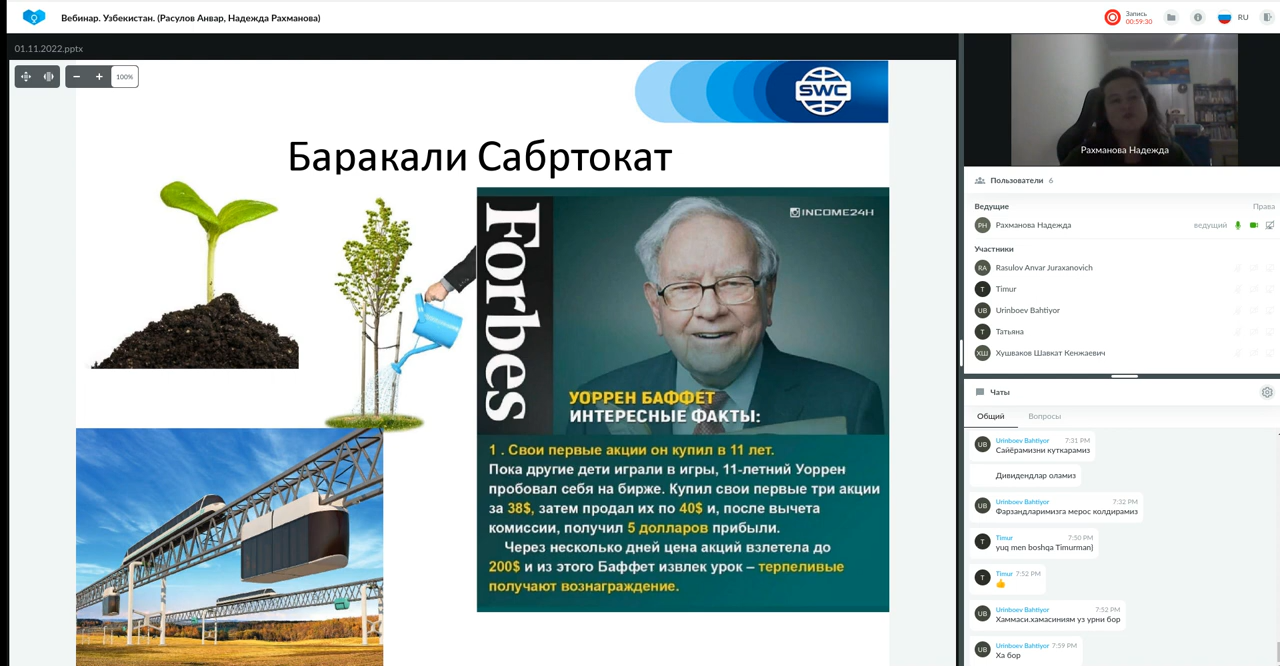 Вебинар. Узбекистан. (Расулов Анвар, Надежда Рахманова)
Запись
00:59:30
RU
01.11.2022.pptx
100%
SWC
Баракали Сабртокат
Forbes
INCOME24H
УОРРЕН БАФФЕТ
ИНТЕРЕСНЫЕ ФАКТЫ:
1 . Свои первые акции он купил в 11 лет.
Пока другие дети играли в игры, 11-летний Уоррен
пробовал себя на бирже. Купил свои первые три акции
за 38$, затем продал их по 40$ и, после вычета
комиссии, получил 5 долларов прибыли.
Через несколько дней цена акций взлетела до
200$ и из этого Баффет извлек урок – терпеливые
получают вознаграждение.
Рахманова Надежда
Пользователи 6
Ведущие Права
РН Рахманова Надежда ведущий
Участники
RA Rasulov Anvar Juraxanovich
T Timur
UB Urinboev Bahtiyor
Т Татьяна
ХШ Хушваков Шавкат Кенжаевич
Чаты
Общий Вопросы
UB Urinboev Bahtiyor 7:31 PM
Сайёрамизни куткарамиз
Дивидендлар оламиз
UB Urinboev Bahtiyor 7:32 PM
Фарзандларимизга мерос колдирамиз
T Timur 7:50 PM
yuq men boshqa Timurman)
T Timur 7:52 PM
👍
UB Urinboev Bahtiyor 7:52 PM
Хаммаси.хамасиниям уз урни бор
UB Urinboev Bahtiyor 7:59 PM
Ха бор